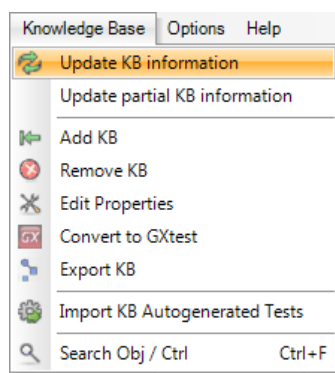 Knowledge Base Options Help
Update KB information
Update partial KB information
Add KB
Remove KB
Edit Properties
GX Convert to GXtest
Export KB
Import KB Autogenerated Tests
Search Obj / Ctrl Ctrl+F